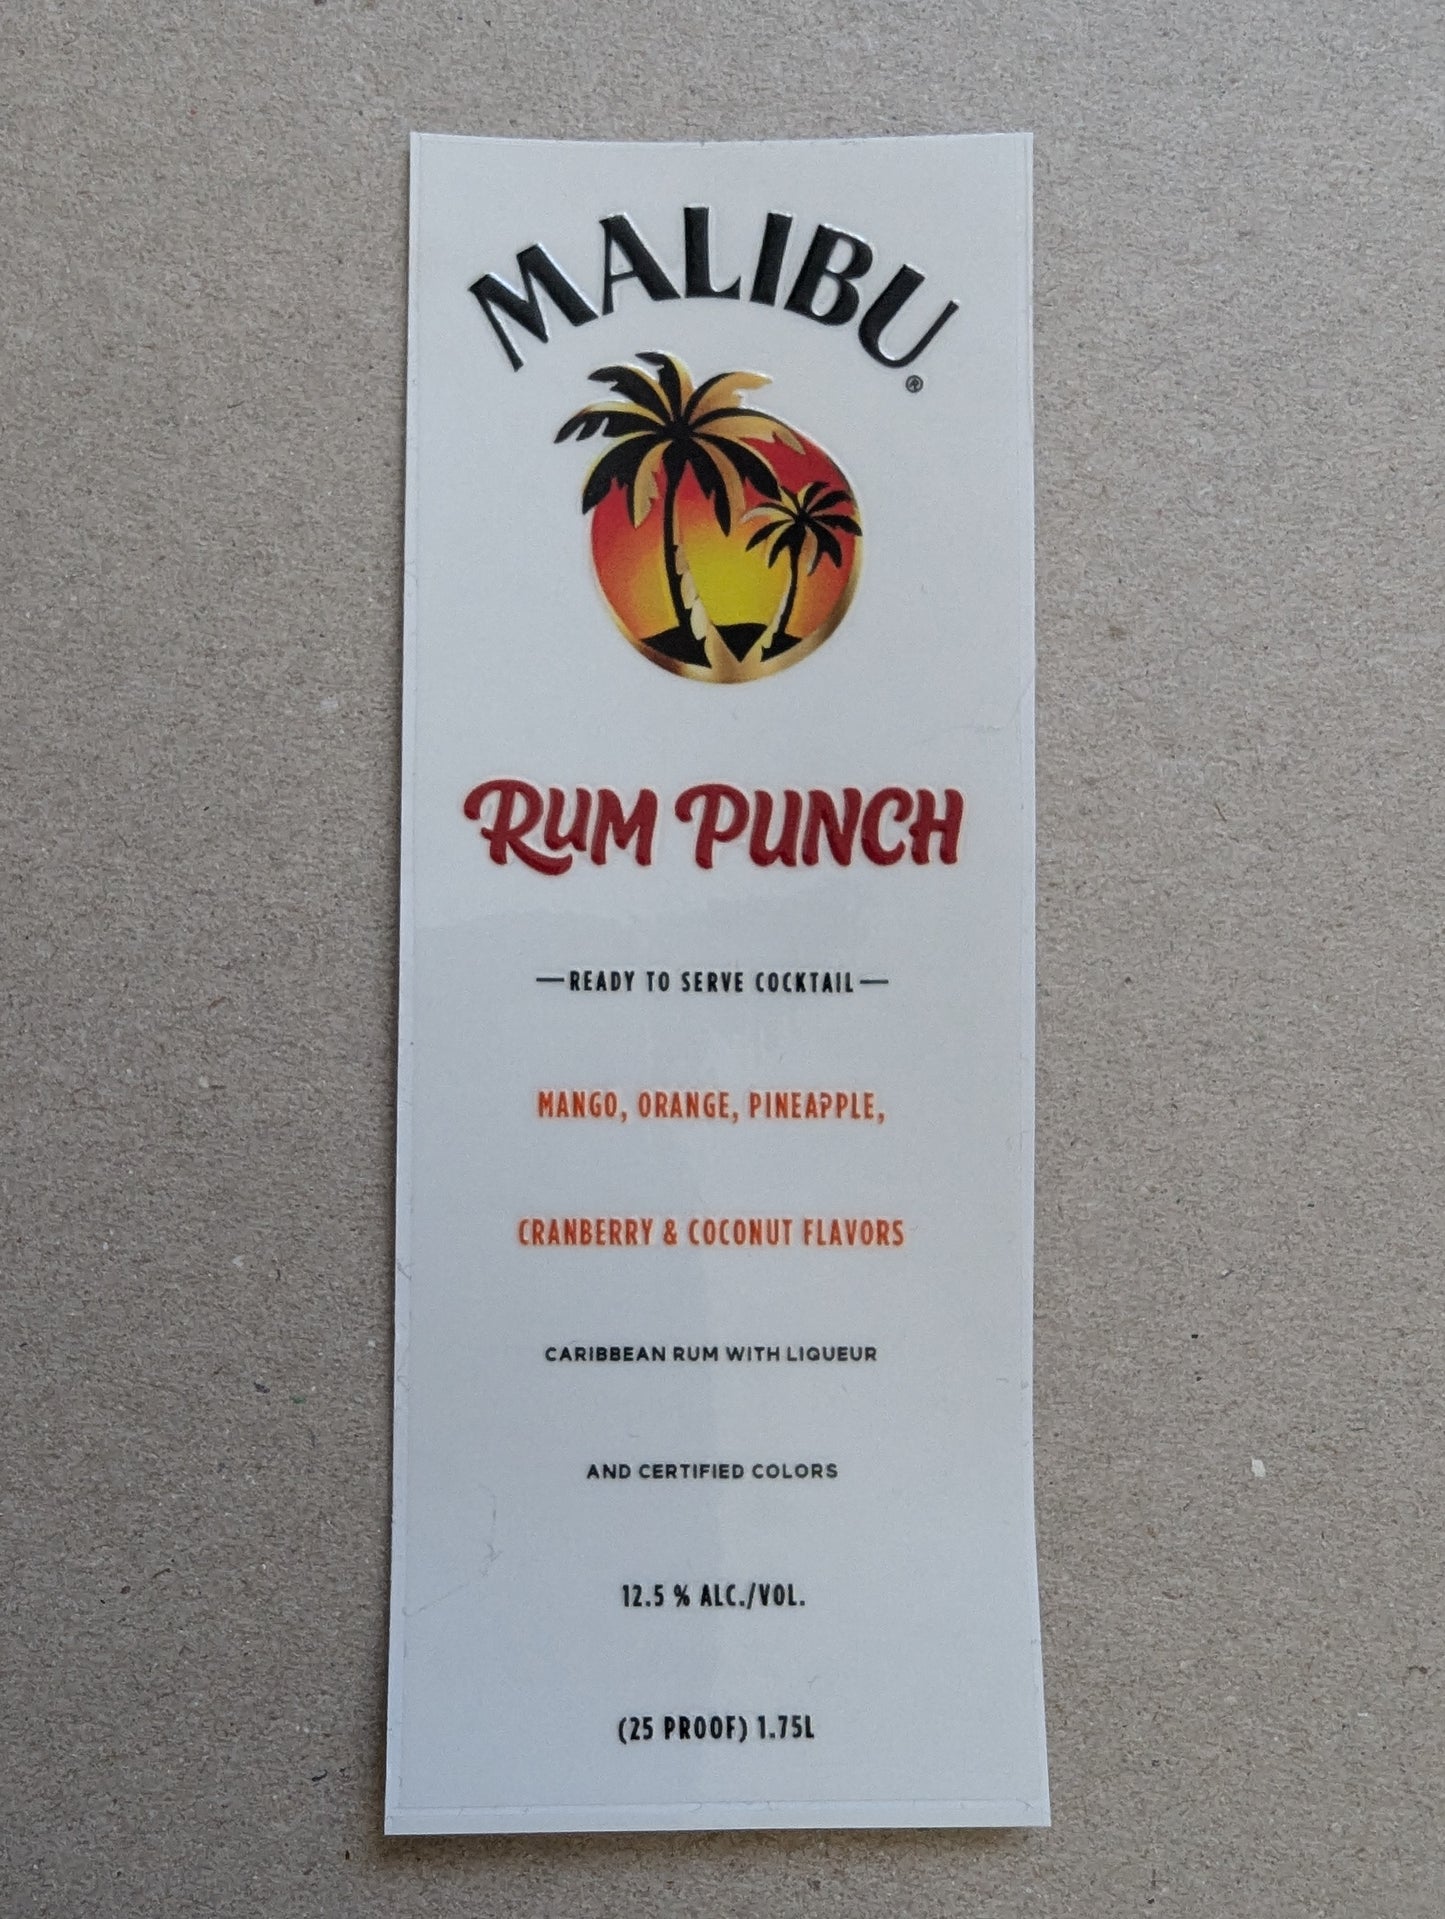 MALIBU®
RUM PUNCH
—READY TO SERVE COCKTAIL—
MANGO, ORANGE, PINEAPPLE,
CRANBERRY & COCONUT FLAVORS
CARIBBEAN RUM WITH LIQUEUR
AND CERTIFIED COLORS
12.5 % ALC./VOL.
(25 PROOF) 1.75L